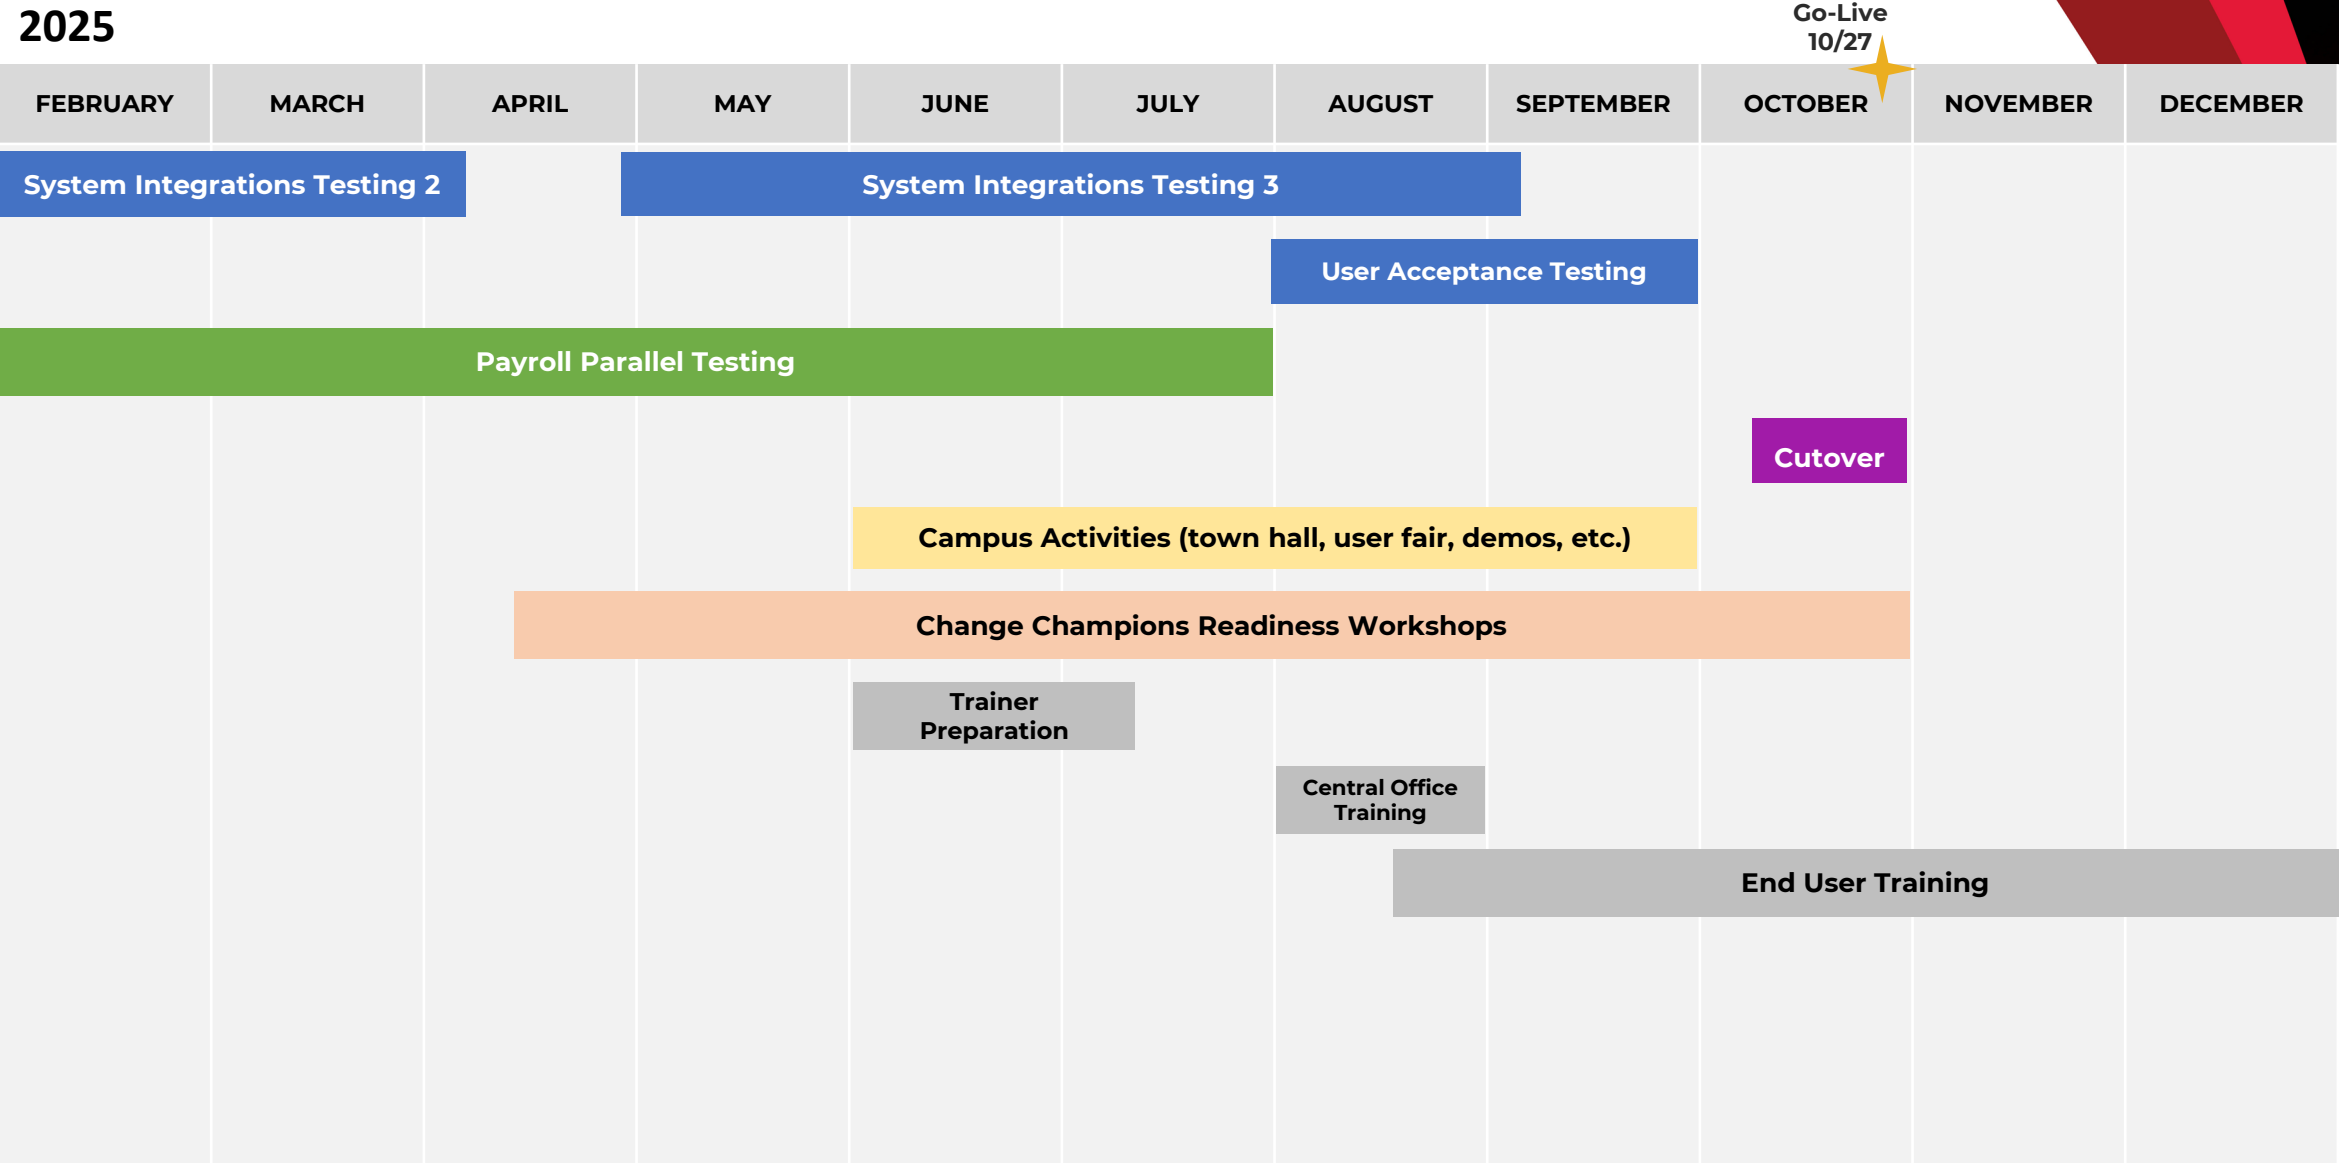 2025
Go-Live
10/27
FEBRUARY
MARCH
APRIL
MAY
JUNE
JULY
AUGUST
SEPTEMBER
OCTOBER
NOVEMBER
DECEMBER
System Integrations Testing 2
System Integrations Testing 3
User Acceptance Testing
Payroll Parallel Testing
Cutover
Campus Activities (town hall, user fair, demos, etc.)
Change Champions Readiness Workshops
Trainer
Preparation
Central Office
Training
End User Training